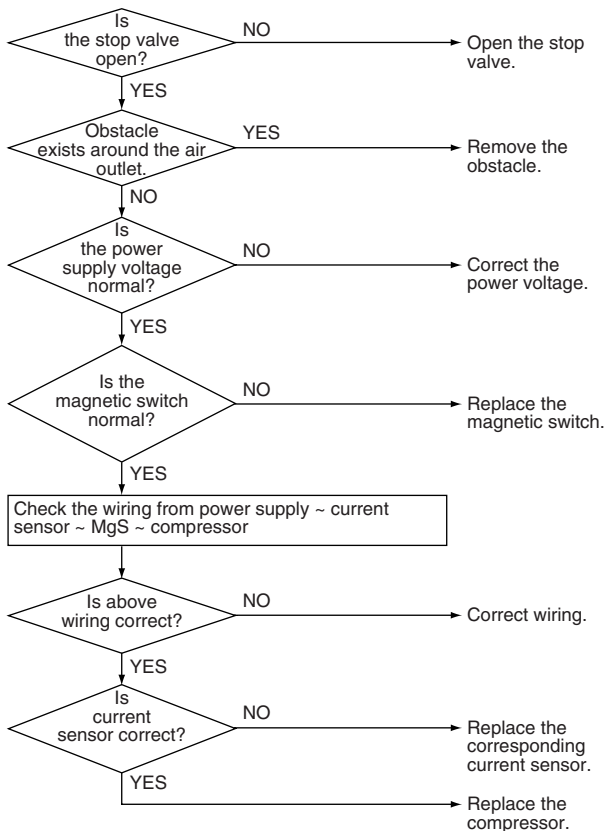 Is
the stop valve
open?
NO
Open the stop
valve.
YES
Obstacle
exists around the air
outlet.
YES
Remove the
obstacle.
NO
Is
the power
supply voltage
normal?
NO
Correct the
power voltage.
YES
Is the
magnetic switch
normal?
NO
Replace the
magnetic switch.
YES
Check the wiring from power supply ~ current
sensor ~ MgS ~ compressor
Is above
wiring correct?
NO
Correct wiring.
YES
Is
current
sensor correct?
NO
Replace the
corresponding
current sensor.
YES
Replace the
compressor.